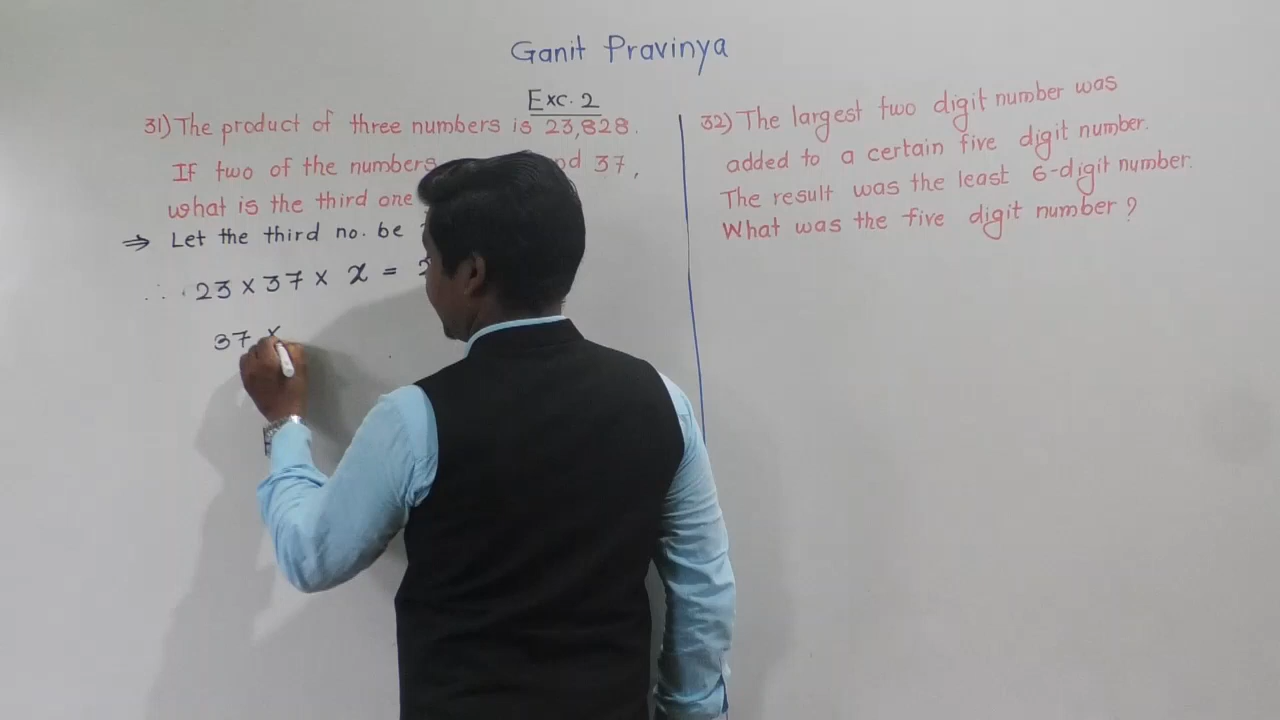 Ganit Pravinya
Exc. 2
31) The product of three numbers is 23,828.
If two of the numbers 37,
what is the third one
⇒ Let the third no. be
∴ 23 × 37 × x =
37 ×
32) The largest two digit number was
added to a certain five digit number.
The result was the least 6-digit number.
What was the five digit number?